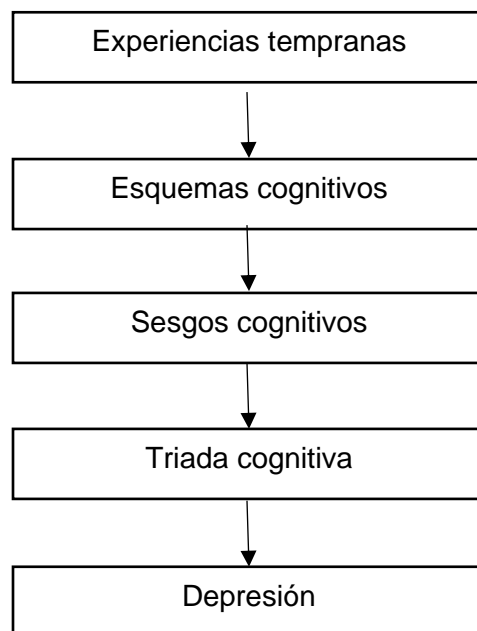 Experiencias tempranas
Esquemas cognitivos
Sesgos cognitivos
Triada cognitiva
Depresión